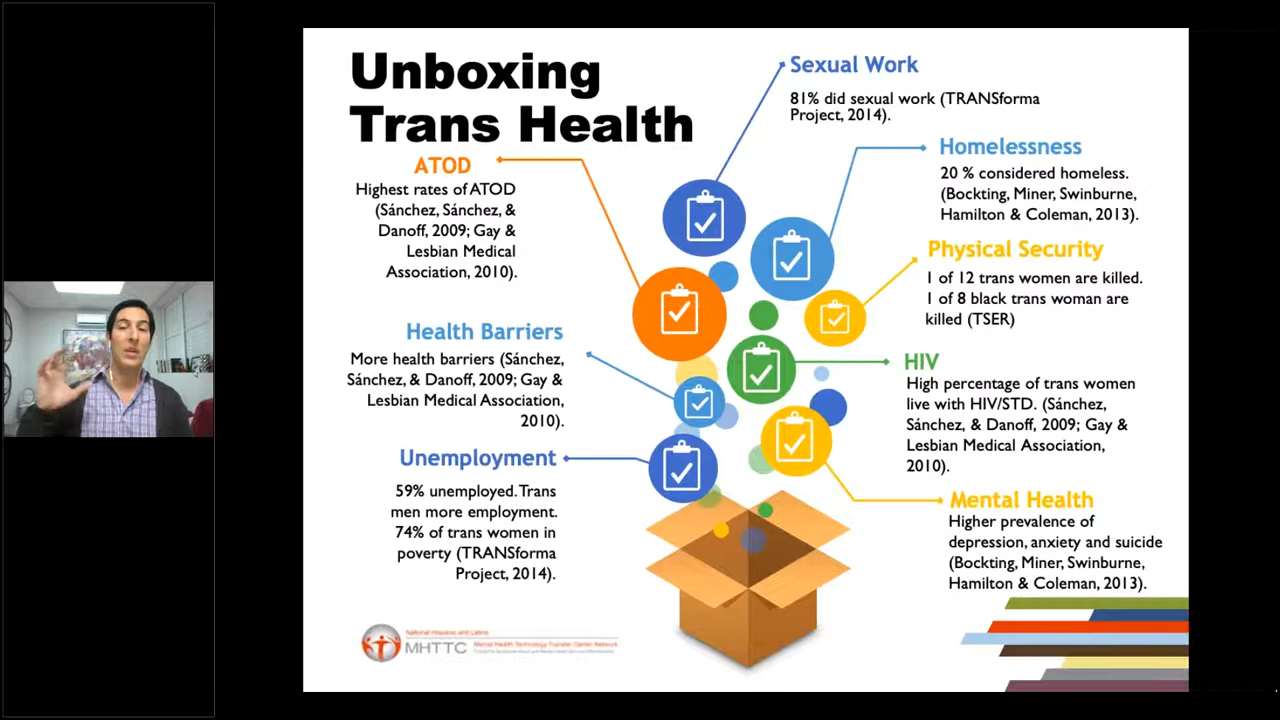 Unboxing
Trans Health
ATOD
Highest rates of ATOD
(Sánchez, Sánchez, &
Danoff, 2009; Gay &
Lesbian Medical
Association, 2010).
Health Barriers
More health barriers (Sánchez,
Sánchez, & Danoff, 2009; Gay &
Lesbian Medical Association,
2010).
Unemployment
59% unemployed. Trans
men more employment.
74% of trans women in
poverty (TRANSforma
Project, 2014).
Sexual Work
81% did sexual work (TRANSforma
Project, 2014).
Homelessness
20 % considered homeless.
(Bockting, Miner, Swinburne,
Hamilton & Coleman, 2013).
Physical Security
1 of 12 trans women are killed.
1 of 8 black trans woman are
killed (TSER)
HIV
High percentage of trans women
live with HIV/STD. (Sánchez,
Sánchez, & Danoff, 2009; Gay &
Lesbian Medical Association,
2010).
Mental Health
Higher prevalence of
depression, anxiety and suicide
(Bockting, Miner, Swinburne,
Hamilton & Coleman, 2013).
National Hispanic and Latino
MHTTC
Mental Health Technology Transfer Center Network